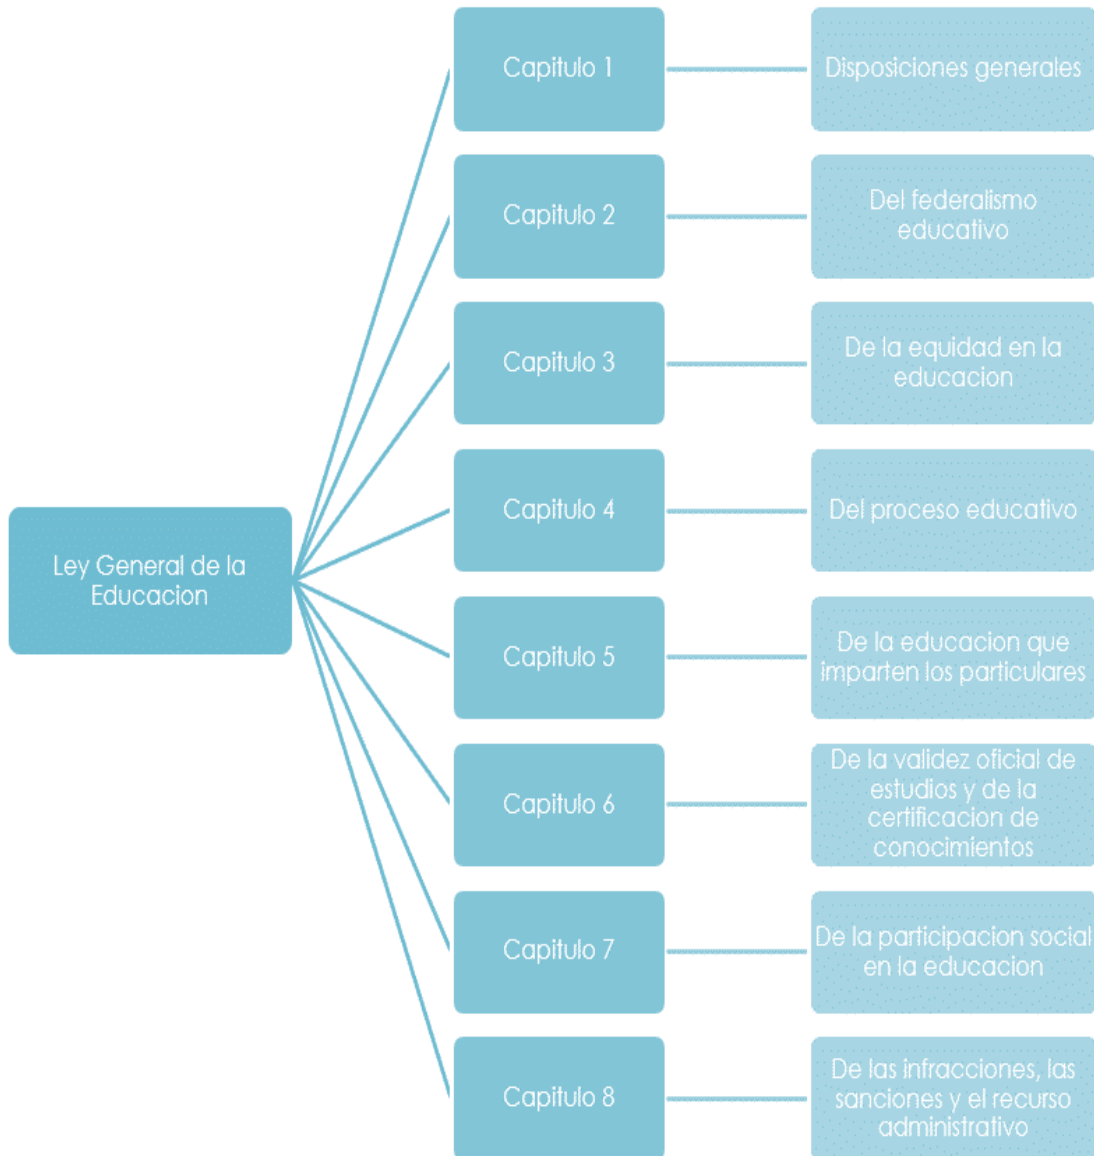 Capitulo 1
Disposiciones generales
Capitulo 2
Del federalismo
educativo
Capitulo 3
De la equidad en la
educacion
Capitulo 4
Del proceso educativo
Ley General de la
Educacion
Capitulo 5
De la educacion que
imparten los particulares
Capitulo 6
De la validez oficial de
estudios y de la
certificacion de
conocimientos
Capitulo 7
De la participacion social
en la educacion
Capitulo 8
De las infracciones, las
sanciones y el recurso
administrativo